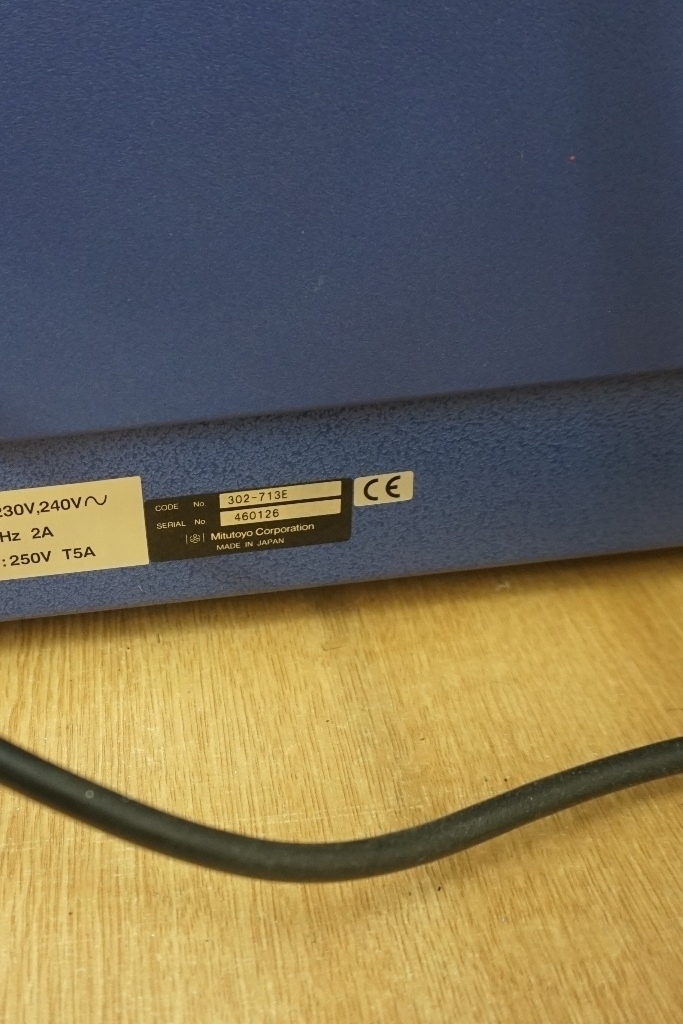 230V,240V~
Hz 2A
:250V T5A
CODE No. 302-713E
SERIAL No 460126
Mitutoyo Corporation
MADE IN JAPAN
CE